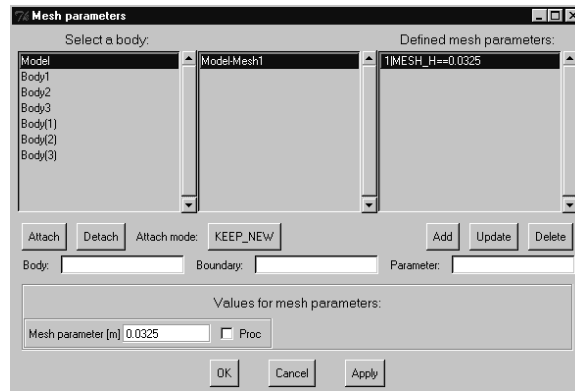 Mesh parameters
Select a body:
Defined mesh parameters:
Model
Body1
Body2
Body3
Body(1)
Body(2)
Body(3)
Model-Mesh1
1|MESH_H==0.0325
Attach Detach Attach mode: KEEP_NEW Add Update Delete
Body: Boundary: Parameter:
Values for mesh parameters:
Mesh parameter [m] 0.0325 Proc
OK Cancel Apply